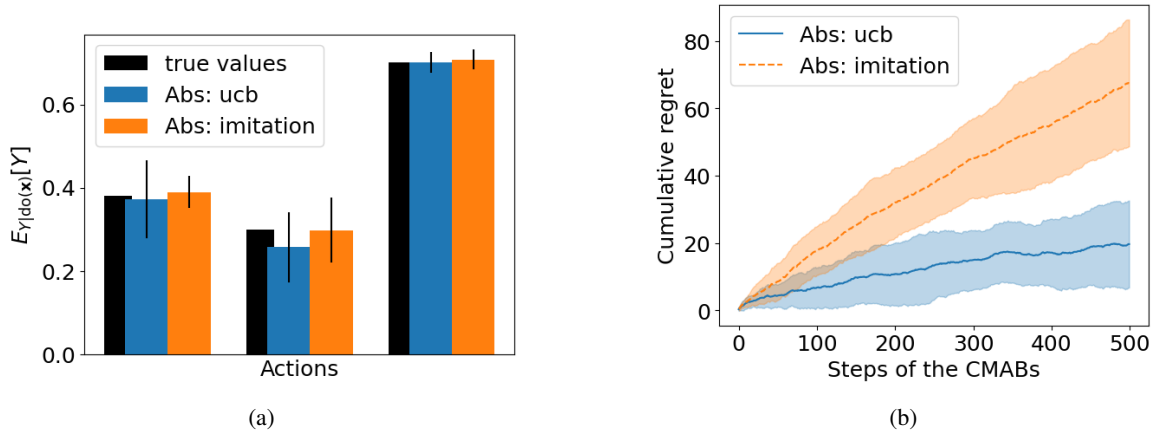 true values
Abs: ucb
Abs: imitation
E_{Y|do(x)}[Y]
0.6
0.4
0.2
0.0
Actions
(a)
Abs: ucb
Abs: imitation
Cumulative regret
80
60
40
20
0
0 100 200 300 400 500
Steps of the CMABs
(b)